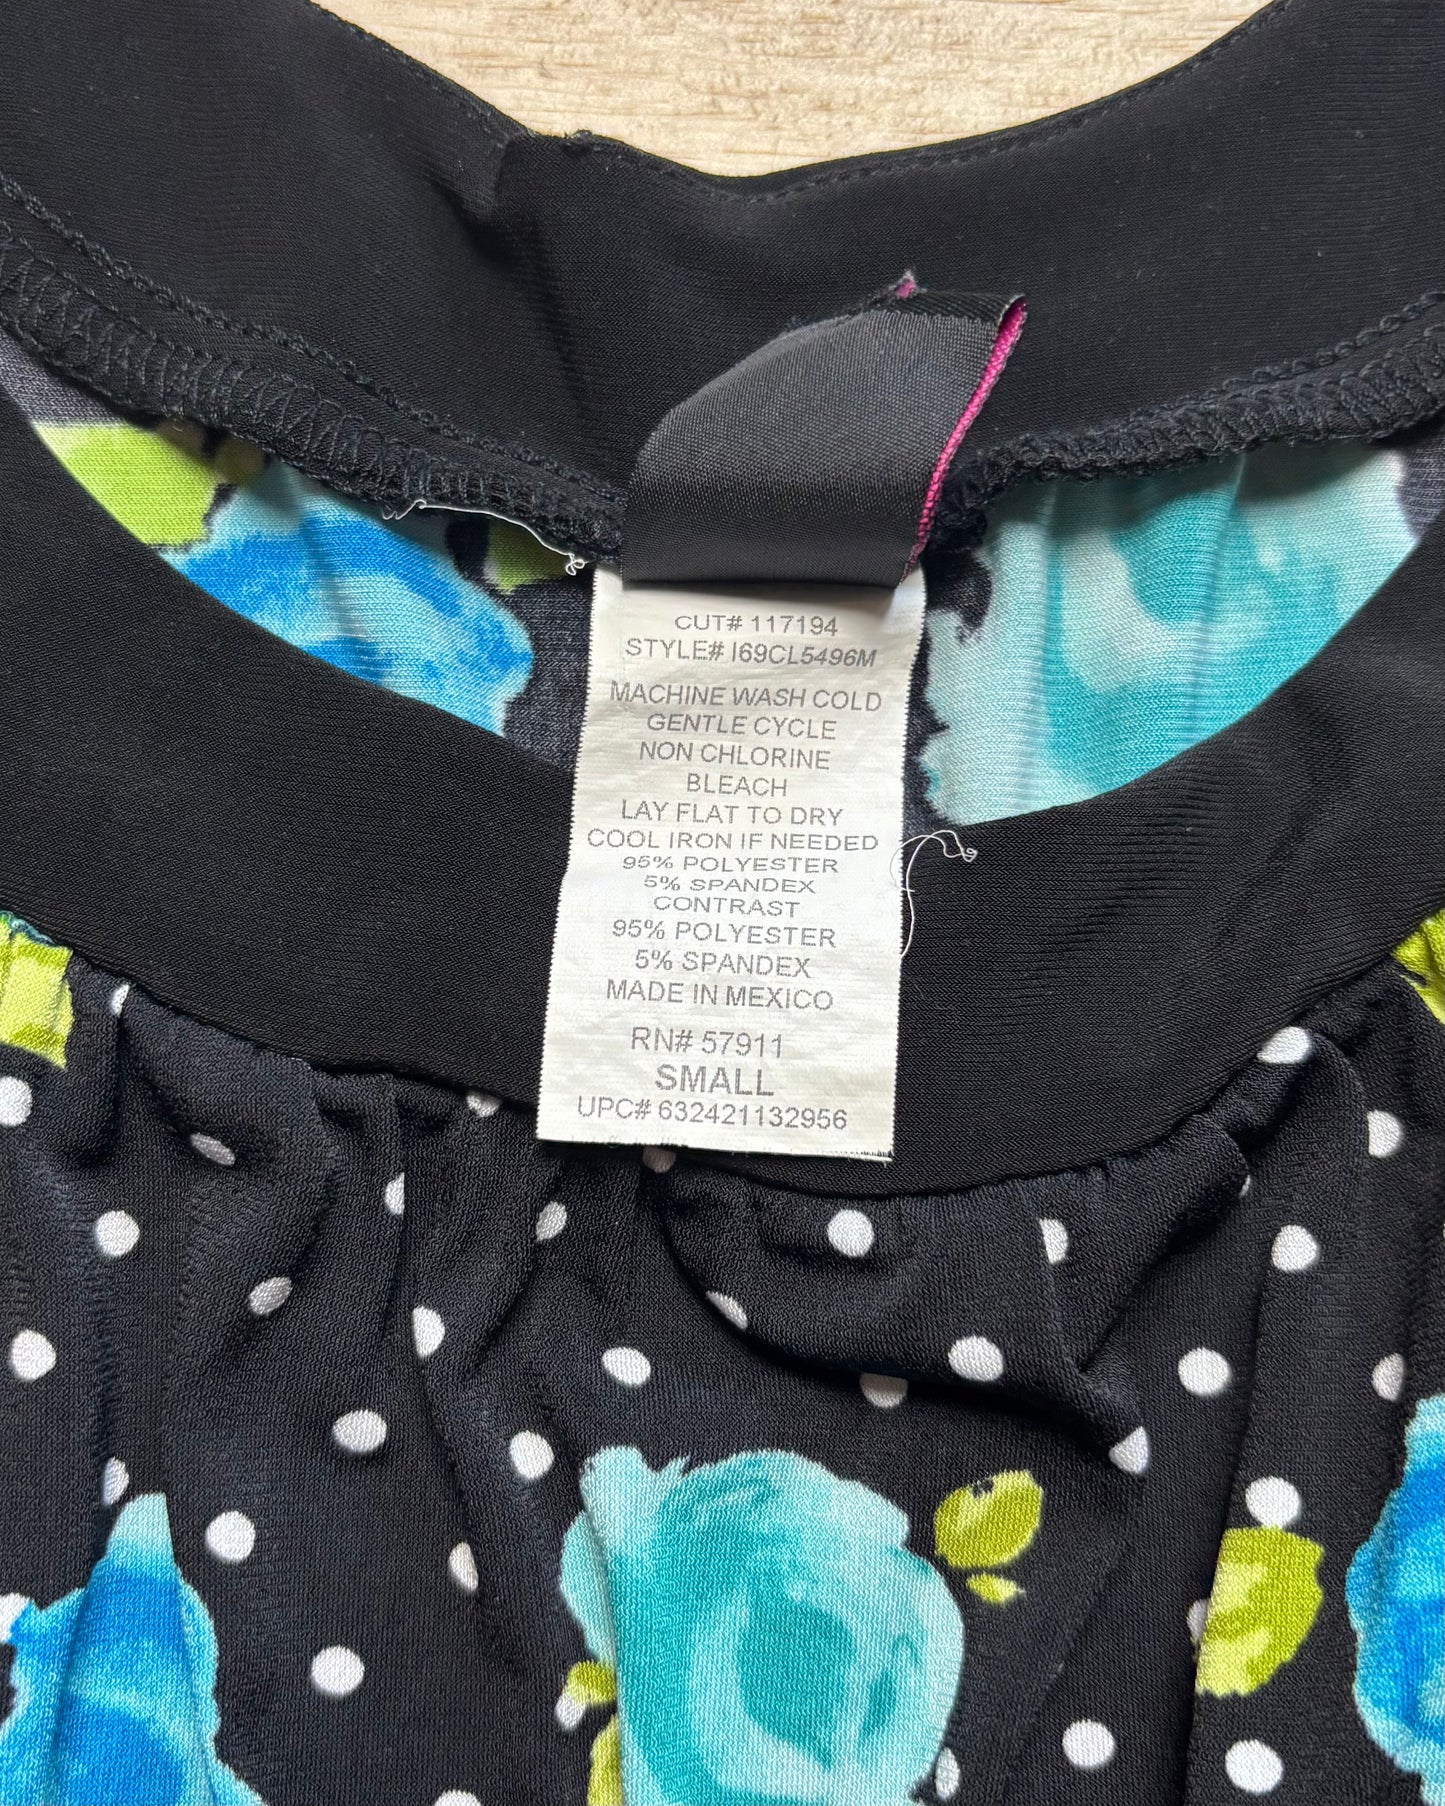 CUT# 117194
STYLE# I69CL5496M
MACHINE WASH COLD
GENTLE CYCLE
NON CHLORINE
BLEACH
LAY FLAT TO DRY
COOL IRON IF NEEDED
95% POLYESTER
5% SPANDEX
CONTRAST
95% POLYESTER
5% SPANDEX
MADE IN MEXICO
RN# 57911
SMALL
UPC# 632421132956